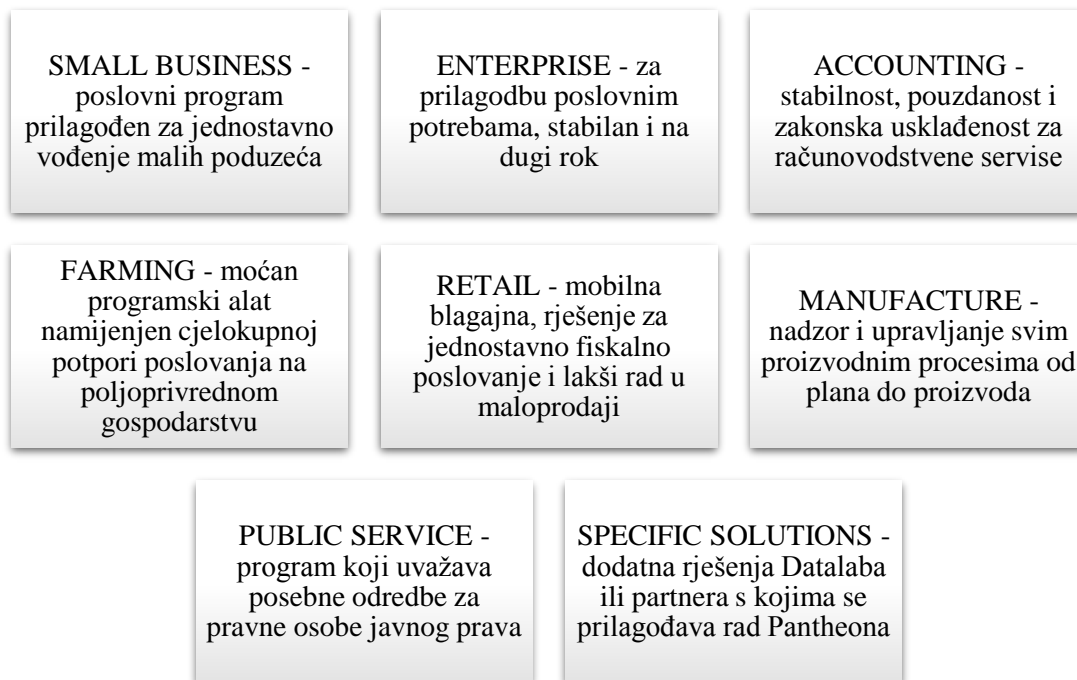 SMALL BUSINESS -
poslovni program
prilagođen za jednostavno
vođenje malih poduzeća
ENTERPRISE - za
prilagodbu poslovnim
potrebama, stabilan i na
dugi rok
ACCOUNTING -
stabilnost, pouzdanost i
zakonska usklađenost za
računovodstvene servise
FARMING - moćan
programski alat
namijenjen cjelokupnoj
potpori poslovanja na
poljoprivrednom
gospodarstvu
RETAIL - mobilna
blagajna, rješenje za
jednostavno fiskalno
poslovanje i lakši rad u
maloprodaji
MANUFACTURE -
nadzor i upravljanje svim
proizvodnim procesima od
plana do proizvoda
PUBLIC SERVICE -
program koji uvažava
posebne odredbe za
pravne osobe javnog prava
SPECIFIC SOLUTIONS -
dodatna rješenja Datalaba
ili partnera s kojima se
prilagođava rad Pantheona